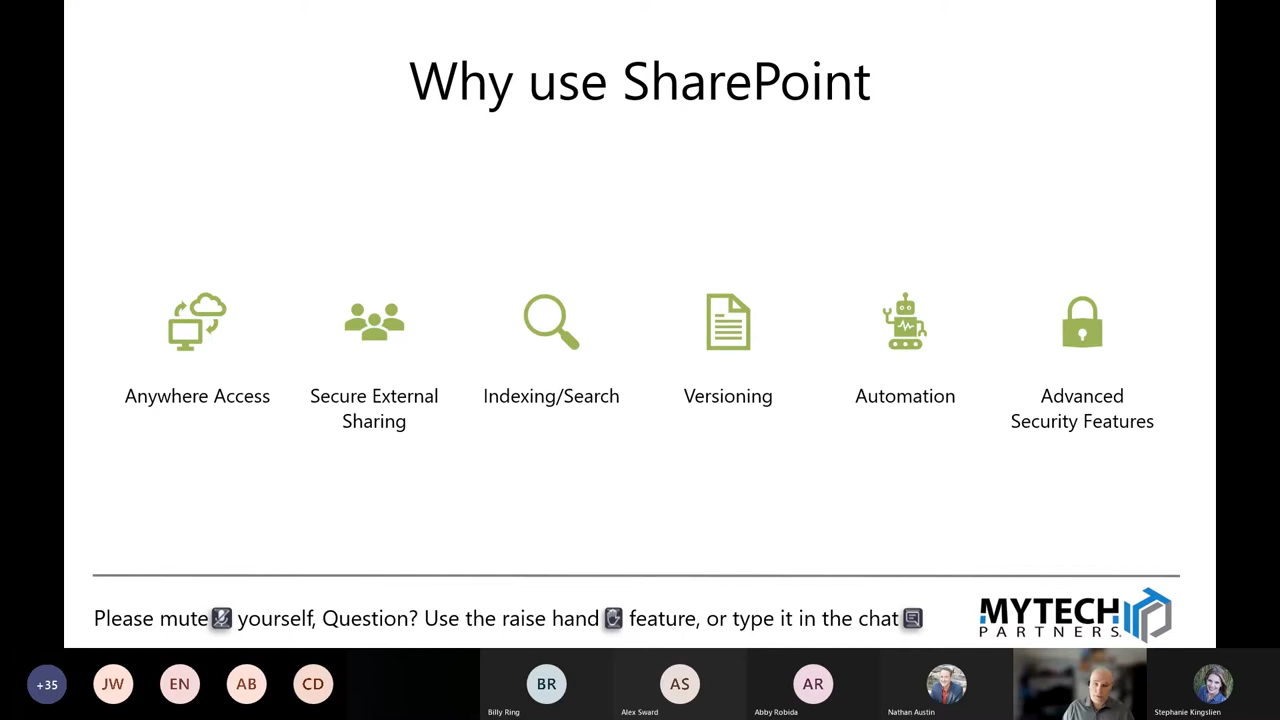 Why use SharePoint
Anywhere Access
Secure External
Sharing
Indexing/Search
Versioning
Automation
Advanced
Security Features
Please mute yourself, Question? Use the raise hand feature, or type it in the chat
MYTECH
PARTNERS
+35
JW
EN
AB
CD
BR
AS
AR
Billy Ring
Alex Sward
Abby Robida
Nathan Austin
Stephanie Kingslien